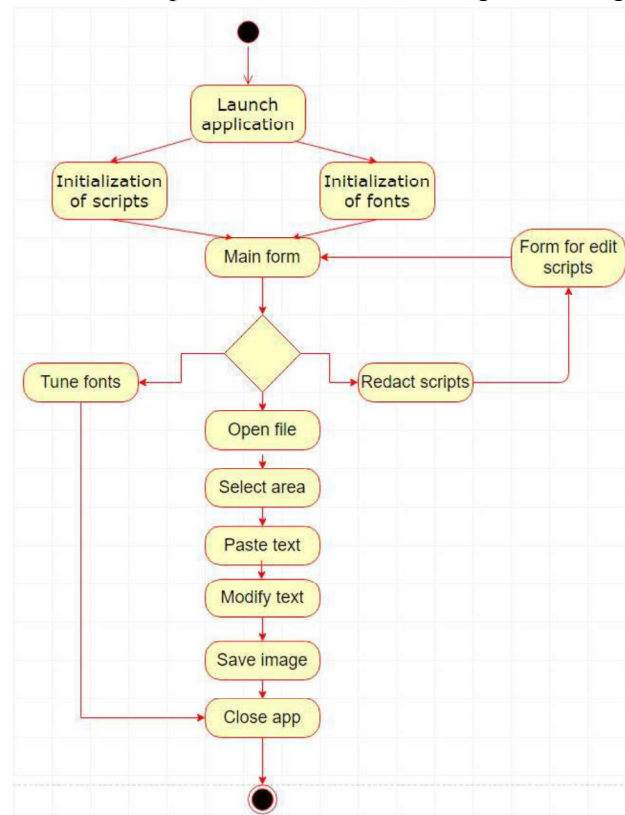 Launch
application
Initialization
of scripts
Initialization
of fonts
Main form
Form for edit
scripts
Tune fonts
Redact scripts
Open file
Select area
Paste text
Modify text
Save image
Close app